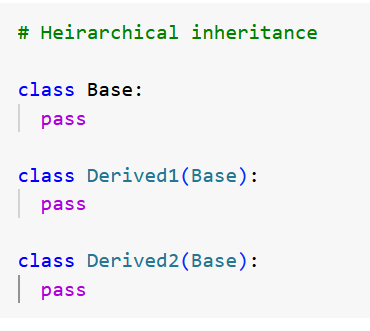 # Heirarchical inheritance
class Base:
pass
class Derived1(Base):
pass
class Derived2(Base):
pass